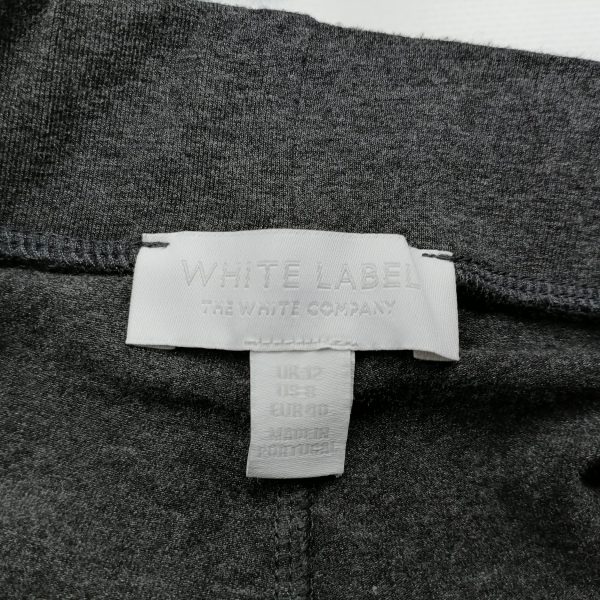 WHITE LABEL
THE WHITE COMPANY
UK 12
US 8
EUR 40
MADE IN
PORTUGAL